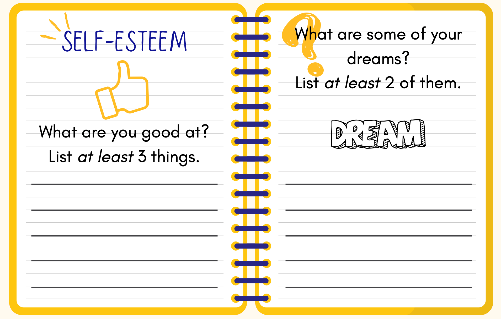 SELF-ESTEEM
What are you good at?
List at least 3 things.
What are some of your
dreams?
List at least 2 of them.
DREAM